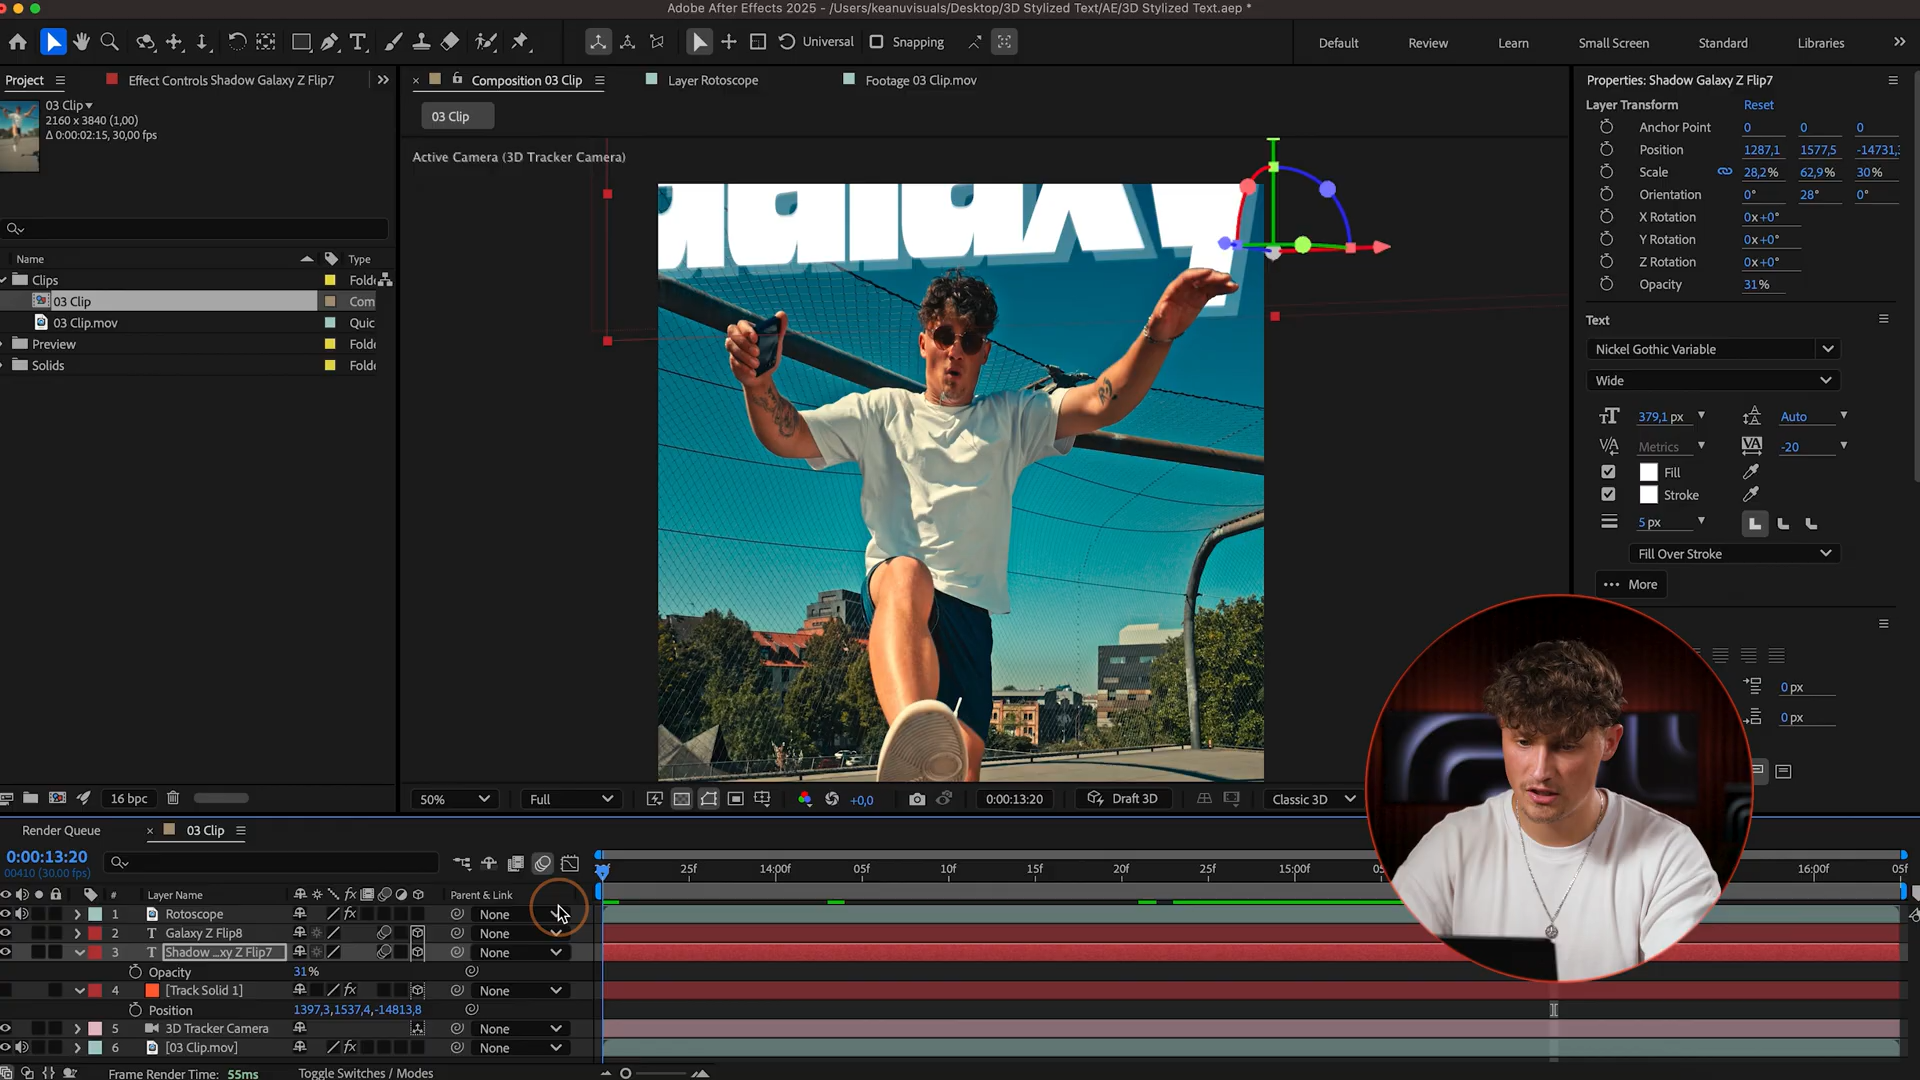 Adobe After Effects 2025 - /Users/keanuvisuals/Desktop/3D Stylized Text/AE/3D Stylized Text.aep *
Universal
Snapping
Default
Review
Learn
Small Screen
Standard
Libraries
Project
Effect Controls Shadow Galaxy Z Flip7
Composition 03 Clip
Layer Rotoscope
Footage 03 Clip.mov
Properties: Shadow Galaxy Z Flip7
03 Clip
2160 x 3840 (1,00)
Δ 0:00:02:15, 30,00 fps
03 Clip
Active Camera (3D Tracker Camera)
Layer Transform
Reset
Anchor Point 0 0 0
Position 1287,1 1577,5 -14731,
Scale 28,2% 62,9% 30%
Orientation 0° 28° 0°
X Rotation 0x+0°
Y Rotation 0x+0°
Z Rotation 0x+0°
Opacity 31%
Name
Type
Clips Folde
03 Clip Com
03 Clip.mov Quic
Preview Folde
Solids Folde
Text
Nickel Gothic Variable
Wide
379,1 px
Auto
Metrics
-20
Fill
Stroke
5 px
Fill Over Stroke
More
0 px
0 px
16 bpc
50%
Full
+0,0
0:00:13:20
Draft 3D
Classic 3D
Render Queue
03 Clip
0:00:13:20
00410 (30.00 fps)
# Layer Name
Parent & Link
25f 14:00f 05f 10f 15f 20f 25f 15:00f 16:00f 05f
1 Rotoscope None
2 Galaxy Z Flip8 None
3 Shadow ...xy Z Flip7 None
Opacity 31%
4 [Track Solid 1] None
Position 1397,3,1537,4,-14813,8
5 3D Tracker Camera None
6 [03 Clip.mov] None
Frame Render Time: 55ms
Toggle Switches / Modes